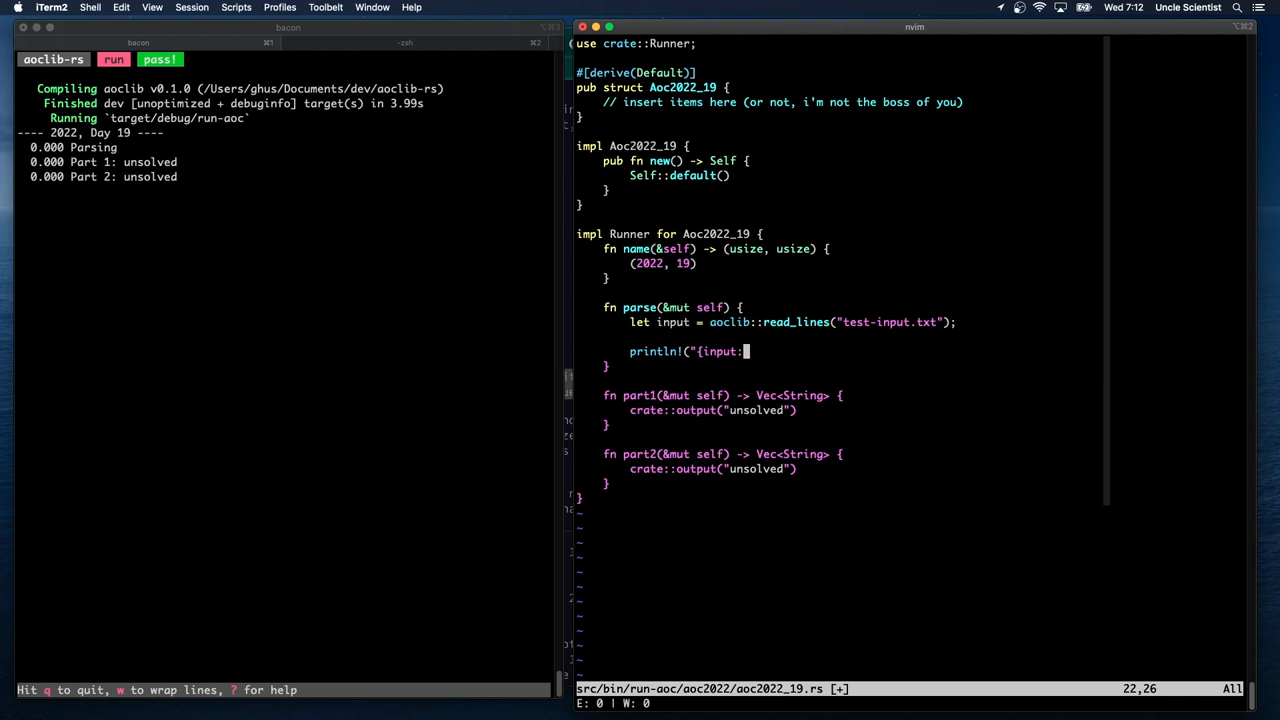 iTerm2 Shell Edit View Session Scripts Profiles Toolbelt Window Help Wed 7:12 Uncle Scientist
bacon ⌥⌘3
bacon ⌘1 -zsh ⌘2
aoclib-rs run pass!
Compiling aoclib v0.1.0 (/Users/ghus/Documents/dev/aoclib-rs)
Finished dev [unoptimized + debuginfo] target(s) in 3.99s
Running `target/debug/run-aoc`
---- 2022, Day 19 ----
0.000 Parsing
0.000 Part 1: unsolved
0.000 Part 2: unsolved
Hit q to quit, w to wrap lines, ? for help
nvim ⌥⌘2
use crate::Runner;
#[derive(Default)]
pub struct Aoc2022_19 {
// insert items here (or not, i'm not the boss of you)
}
impl Aoc2022_19 {
pub fn new() -> Self {
Self::default()
}
}
impl Runner for Aoc2022_19 {
fn name(&self) -> (usize, usize) {
(2022, 19)
}
fn parse(&mut self) {
let input = aoclib::read_lines("test-input.txt");
println!("{input:
}
fn part1(&mut self) -> Vec<String> {
crate::output("unsolved")
}
fn part2(&mut self) -> Vec<String> {
crate::output("unsolved")
}
}
~
~
~
~
~
~
~
~
~
~
~
~
src/bin/run-aoc/aoc2022/aoc2022_19.rs [+] 22,26 All
E: 0 | W: 0